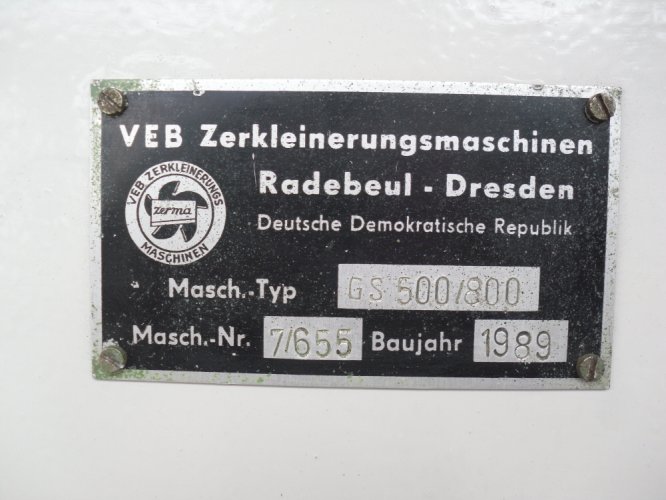 VEB Zerkleinerungsmaschinen
Radebeul - Dresden
Deutsche Demokratische Republik
VEB ZERKLEINERUNGS
zerma
MASCHINEN
Masch.-Typ GS 500/800
Masch.-Nr. 7/655 Baujahr 1989